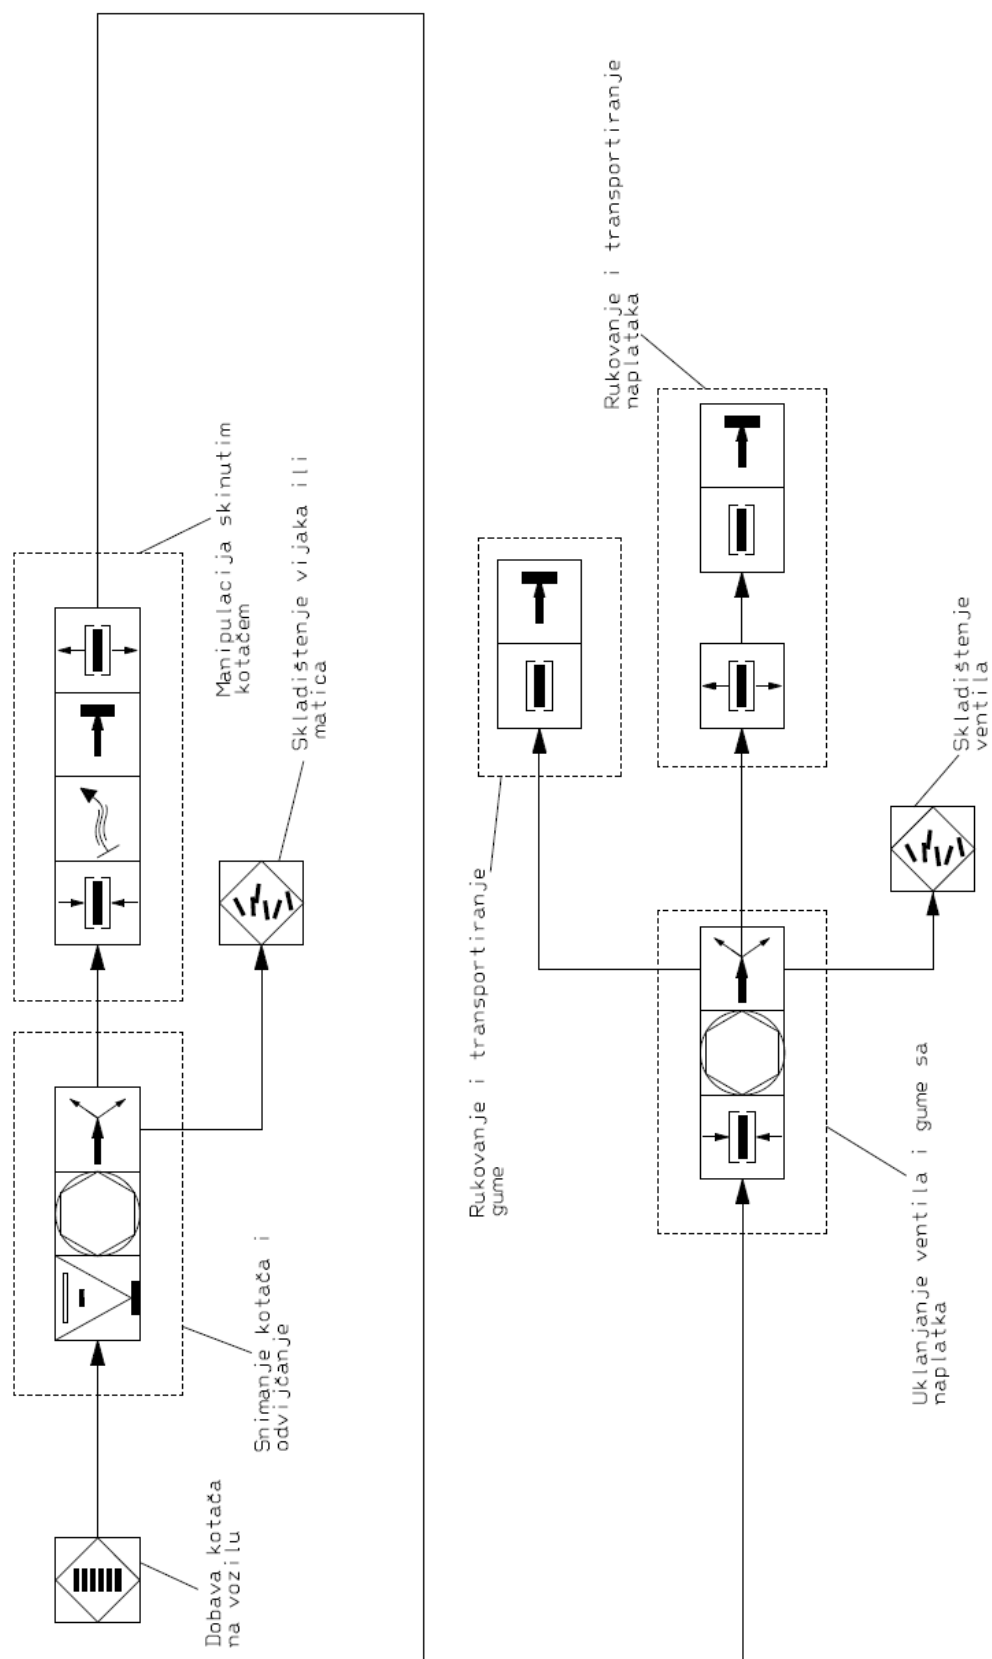 Dobava kotača
na vozilu
Snimanje kotača i
odvijčanje
Manipulacija skinutim
kotačem
Skladištenje vijaka ili
matica
Uklanjanje ventila i gume sa
naplatka
Rukovanje i transportiranje
gume
Rukovanje i transportiranje
naplataka
Skladištenje
ventila